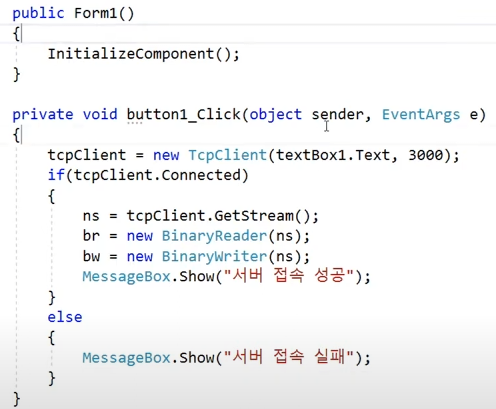 public Form1()
{
InitializeComponent();
}
private void button1_Click(object sender, EventArgs e)
{
tcpClient = new TcpClient(textBox1.Text, 3000);
if(tcpClient.Connected)
{
ns = tcpClient.GetStream();
br = new BinaryReader(ns);
bw = new BinaryWriter(ns);
MessageBox.Show("서버 접속 성공");
}
else
{
MessageBox.Show("서버 접속 실패");
}
}